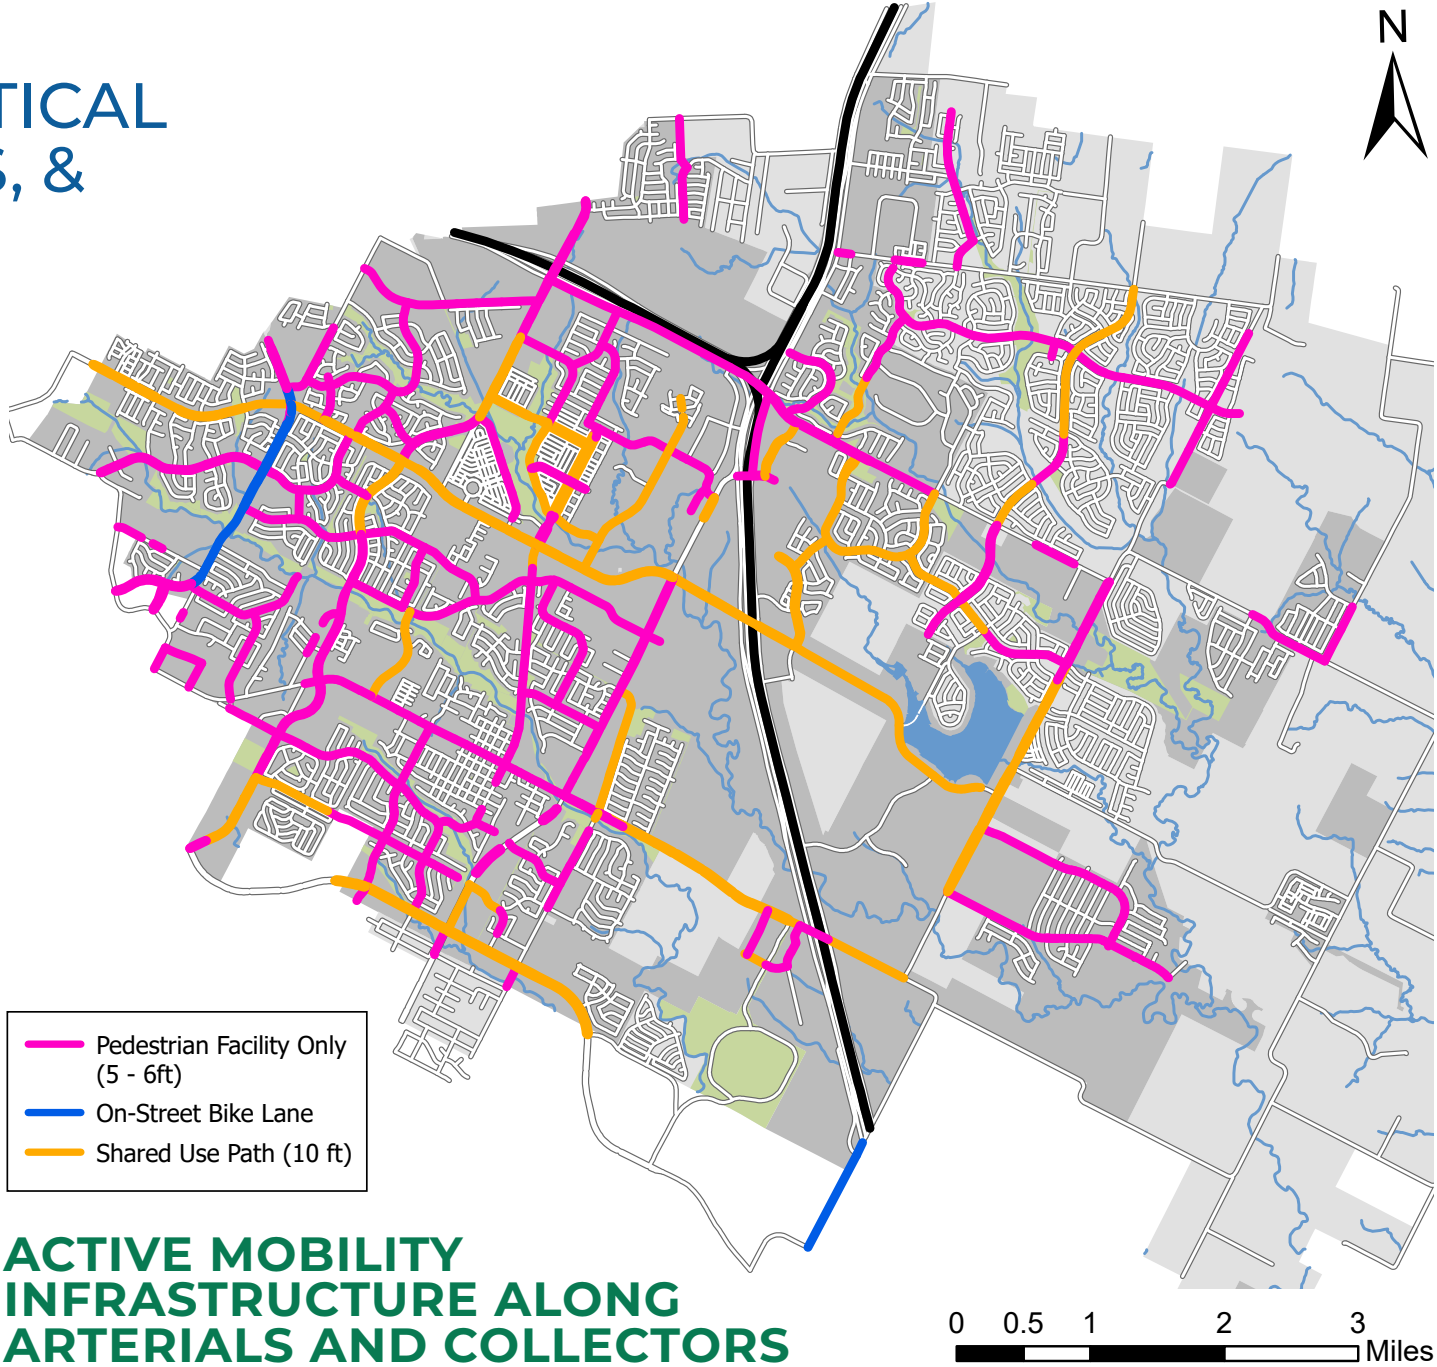 TICAL
S, &
N
Pedestrian Facility Only
(5 - 6ft)
On-Street Bike Lane
Shared Use Path (10 ft)
ACTIVE MOBILITY
INFRASTRUCTURE ALONG
ARTERIALS AND COLLECTORS
0 0.5 1 2 3
Miles